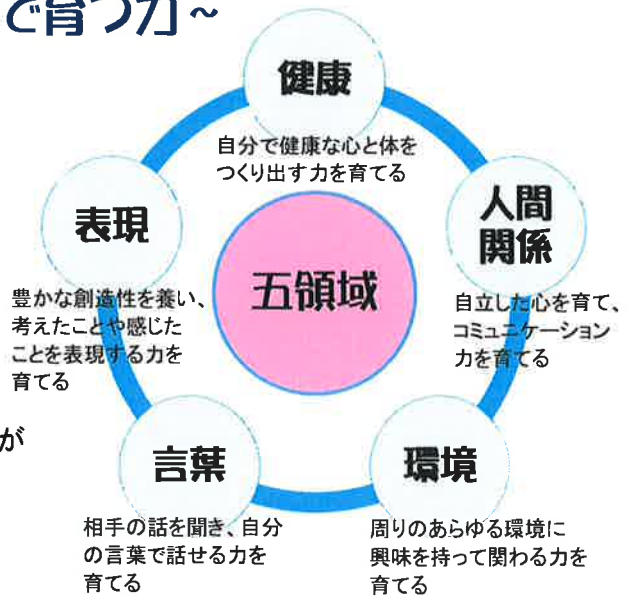 で育つ力~
健康
自分で健康な心と体を
つくり出す力を育てる
人間
関係
自立した心を育て、
コミュニケーション
力を育てる
環境
周りのあらゆる環境に
興味を持って関わる力を
育てる
言葉
相手の話を聞き、自分
の言葉で話せる力を
育てる
表現
豊かな創造性を養い、
考えたことや感じた
ことを表現する力を
育てる
五領域
が